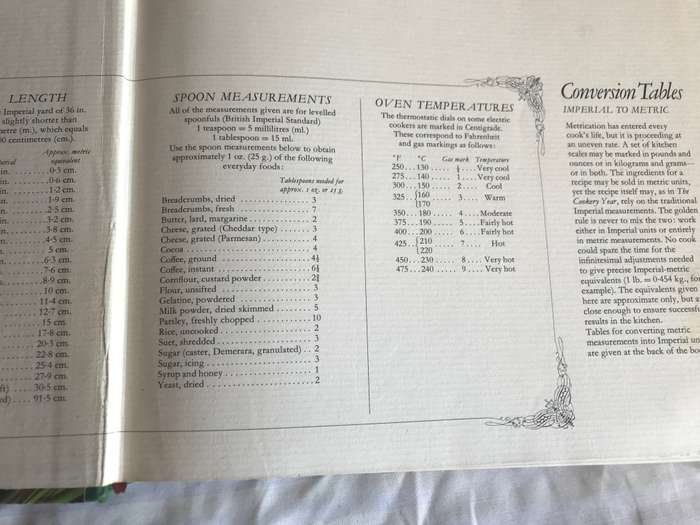 LENGTH
Imperial yard of 36 in.
slightly shorter than
metre (m.), which equals
centimetres (cm.).
Approx. metric
equivalent
in. 0·5 cm.
in. 0·6 cm.
in. 1·2 cm.
in. 1·9 cm.
in. 2·5 cm.
in. 3·2 cm.
3·8 cm.
4·5 cm.
5 cm.
6·3 cm.
7·6 cm.
8·9 cm.
10 cm.
11·4 cm.
12·7 cm.
15 cm.
17·8 cm.
20·3 cm.
22·8 cm.
25·4 cm.
27·9 cm.
30·5 cm.
91·5 cm.
SPOON MEASUREMENTS
All of the measurements given are for levelled
spoonfuls (British Imperial Standard)
1 teaspoon = 5 millilitres (ml.)
1 tablespoon = 15 ml.
Use the spoon measurements below to obtain
approximately 1 oz. (25 g.) of the following
everyday foods:
Tablespoons needed for
approx. 1 oz. or 25 g.
Breadcrumbs, dried 3
Breadcrumbs, fresh 7
Butter, lard, margarine 2
Cheese, grated (Cheddar type) 3
Cheese, grated (Parmesan) 4
Cocoa 4
Coffee, ground 4½
Coffee, instant 6½
Cornflour, custard powder 2½
Flour, unsifted 3
Gelatine, powdered 3
Milk powder, dried skimmed 5
Parsley, freshly chopped 10
Rice, uncooked 2
Suet, shredded 3
Sugar (caster, Demerara, granulated) 2
Sugar, icing 3
Syrup and honey 1
Yeast, dried 2
OVEN TEMPERATURES
The thermostatic dials on some electric
cookers are marked in Centigrade.
These correspond to Fahrenheit
and gas markings as follows:
°F °C Gas mark Temperature
250...130 ..... ½ .... Very cool
275...140 ..... 1 .... Very cool
300...150 ..... 2 .... Cool
325..{160 3 .... Warm
{170
350...180 ..... 4 .... Moderate
375...190 ..... 5 .... Fairly hot
400...200 ..... 6 .... Fairly hot
425..{210 7 .... Hot
{220
450...230 ..... 8 .... Very hot
475...240 ..... 9 .... Very hot
Conversion Tables
IMPERIAL TO METRIC
Metrication has entered every
cook's life, but it is proceeding at
an uneven rate. A set of kitchen
scales may be marked in pounds and
ounces or in kilograms and grams—
or in both. The ingredients for a
recipe may be sold in metric units,
yet the recipe itself may, as in The
Cookery Year, rely on the traditional
Imperial measurements. The golden
rule is never to mix the two: work
either in Imperial units or entirely
in metric measurements. No one
could spare the time for the
infinitesimal adjustments needed
to give precise Imperial-metric
equivalents (1 lb. = 0·454 kg., for
example). The equivalents given
here are approximate only, but
close enough to ensure successful
results in the kitchen.
Tables for converting metric
measurements into Imperial
are given at the back of the